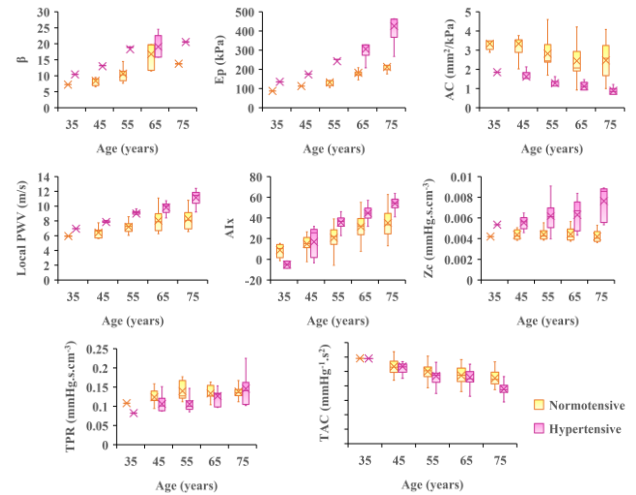 β
30
25
20
15
10
5
0
35 45 55 65 75
Age (years)
Ep (mmHg/kPa)
500
400
300
200
100
0
35 45 55 65 75
Age (years)
AC (mm²/kPa)
5
4
3
2
1
0
35 45 55 65 75
Age (years)
Local PWV (m/s)
14
12
10
8
6
4
2
0
35 45 55 65 75
Age (years)
AIx
80
60
40
20
0
-20
35 45 55 65 75
Age (years)
Zc (mmHg.s.cm⁻³)
0.01
0.008
0.006
0.004
0.002
0
35 45 55 65 75
Age (years)
TPR (mmHg.s.cm⁻³)
0.25
0.2
0.15
0.1
0.05
0
35 45 55 65 75
Age (years)
TAC (mmHg⁻¹.s²)
35 45 55 65 75
Age (years)
Normotensive
Hypertensive